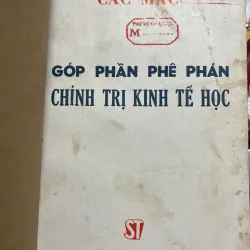 CÁC MÁC
M
GÓP PHẦN PHÊ PHÁN
CHÍNH TRỊ KINH TẾ HỌC
ST